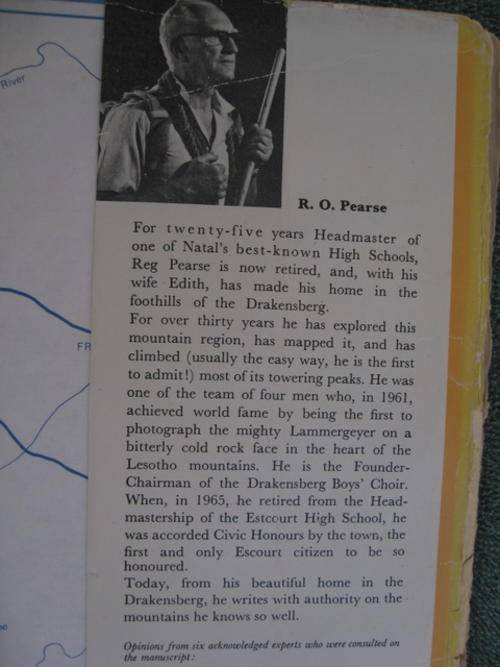 River
FR
R. O. Pearse
For twenty-five years Headmaster of
one of Natal's best-known High Schools,
Reg Pearse is now retired, and, with his
wife Edith, has made his home in the
foothills of the Drakensberg.
For over thirty years he has explored this
mountain region, has mapped it, and has
climbed (usually the easy way, he is the first
to admit!) most of its towering peaks. He was
one of the team of four men who, in 1961,
achieved world fame by being the first to
photograph the mighty Lammergeyer on a
bitterly cold rock face in the heart of the
Lesotho mountains. He is the Founder-
Chairman of the Drakensberg Boys' Choir.
When, in 1965, he retired from the Head-
mastership of the Estcourt High School, he
was accorded Civic Honours by the town, the
first and only Escourt citizen to be so
honoured.
Today, from his beautiful home in the
Drakensberg, he writes with authority on the
mountains he knows so well.
Opinions from six acknowledged experts who were consulted on
the manuscript: